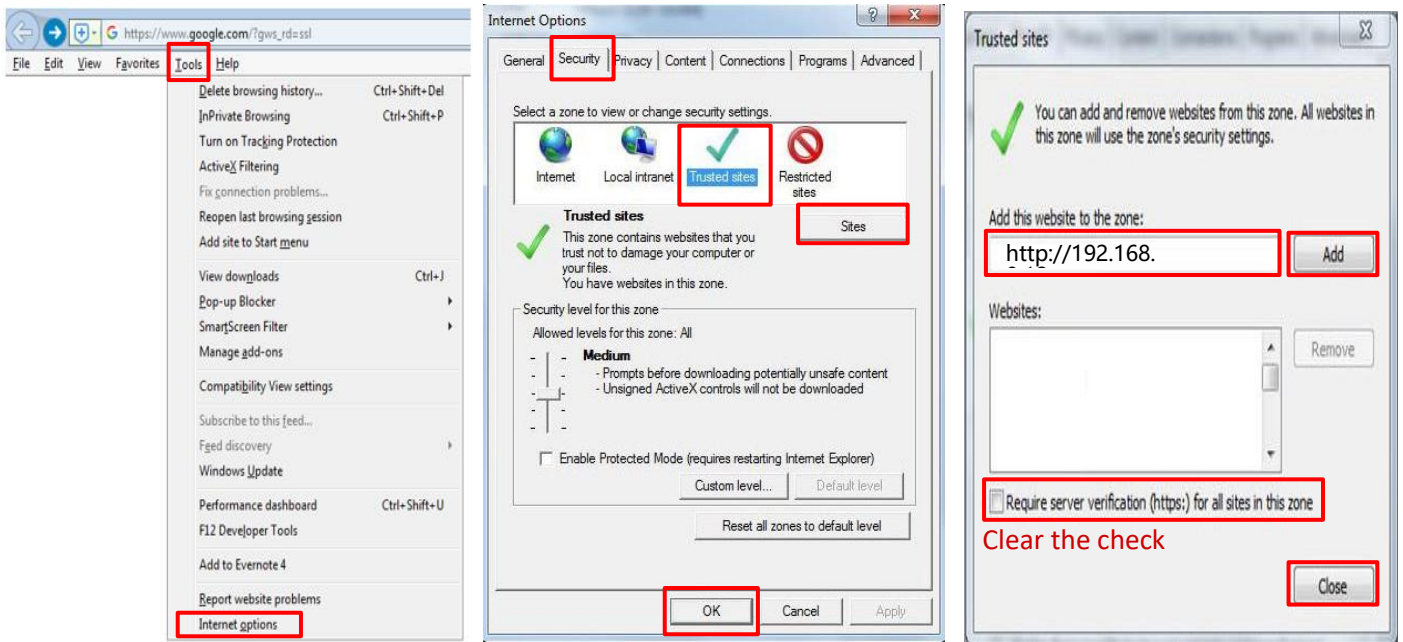 https://www.google.com/?gws_rd=ssl
File Edit View Favorites Tools Help
Delete browsing history... Ctrl+Shift+Del
InPrivate Browsing Ctrl+Shift+P
Turn on Tracking Protection
ActiveX Filtering
Fix connection problems...
Reopen last browsing session
Add site to Start menu
View downloads Ctrl+J
Pop-up Blocker
SmartScreen Filter
Manage add-ons
Compatibility View settings
Subscribe to this feed...
Feed discovery
Windows Update
Performance dashboard Ctrl+Shift+U
F12 Developer Tools
Add to Evernote 4
Report website problems
Internet options
Internet Options
General Security Privacy Content Connections Programs Advanced
Select a zone to view or change security settings.
Internet Local intranet Trusted sites Restricted
sites
Trusted sites
Sites
This zone contains websites that you
trust not to damage your computer or
your files.
You have websites in this zone.
Security level for this zone
Allowed levels for this zone: All
Medium
- Prompts before downloading potentially unsafe content
- Unsigned ActiveX controls will not be downloaded
Enable Protected Mode (requires restarting Internet Explorer)
Custom level... Default level
Reset all zones to default level
OK Cancel Apply
Trusted sites
You can add and remove websites from this zone. All websites in
this zone will use the zone's security settings.
Add this website to the zone:
http://192.168.
Add
Websites:
Remove
Require server verification (https:) for all sites in this zone
Clear the check
Close